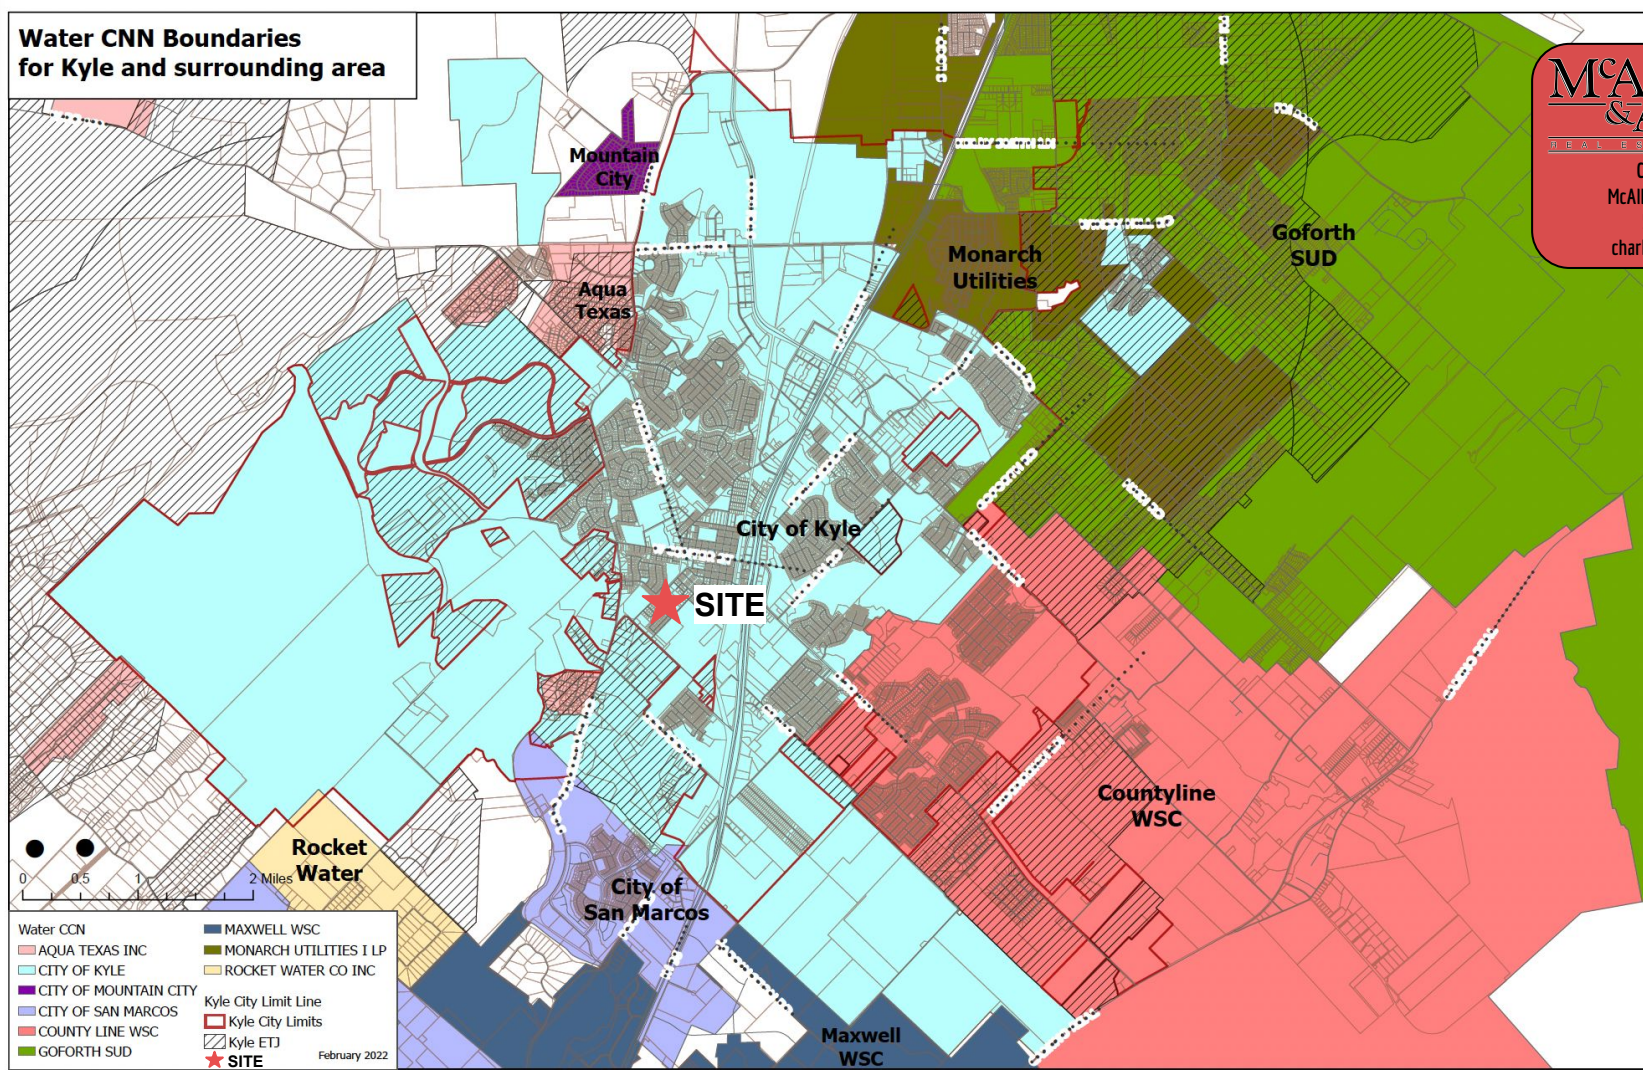 Water CNN Boundaries
for Kyle and surrounding area
Mountain
City
Aqua
Texas
Monarch
Utilities
Goforth
SUD
City of Kyle
SITE
Countyline
WSC
Rocket
Water
City of
San Marcos
Maxwell
WSC
0 0.5 1 2 Miles
Water CCN
AQUA TEXAS INC
CITY OF KYLE
CITY OF MOUNTAIN CITY
CITY OF SAN MARCOS
COUNTY LINE WSC
GOFORTH SUD
MAXWELL WSC
MONARCH UTILITIES I LP
ROCKET WATER CO INC
Kyle City Limit Line
Kyle City Limits
Kyle ETJ
SITE
February 2022